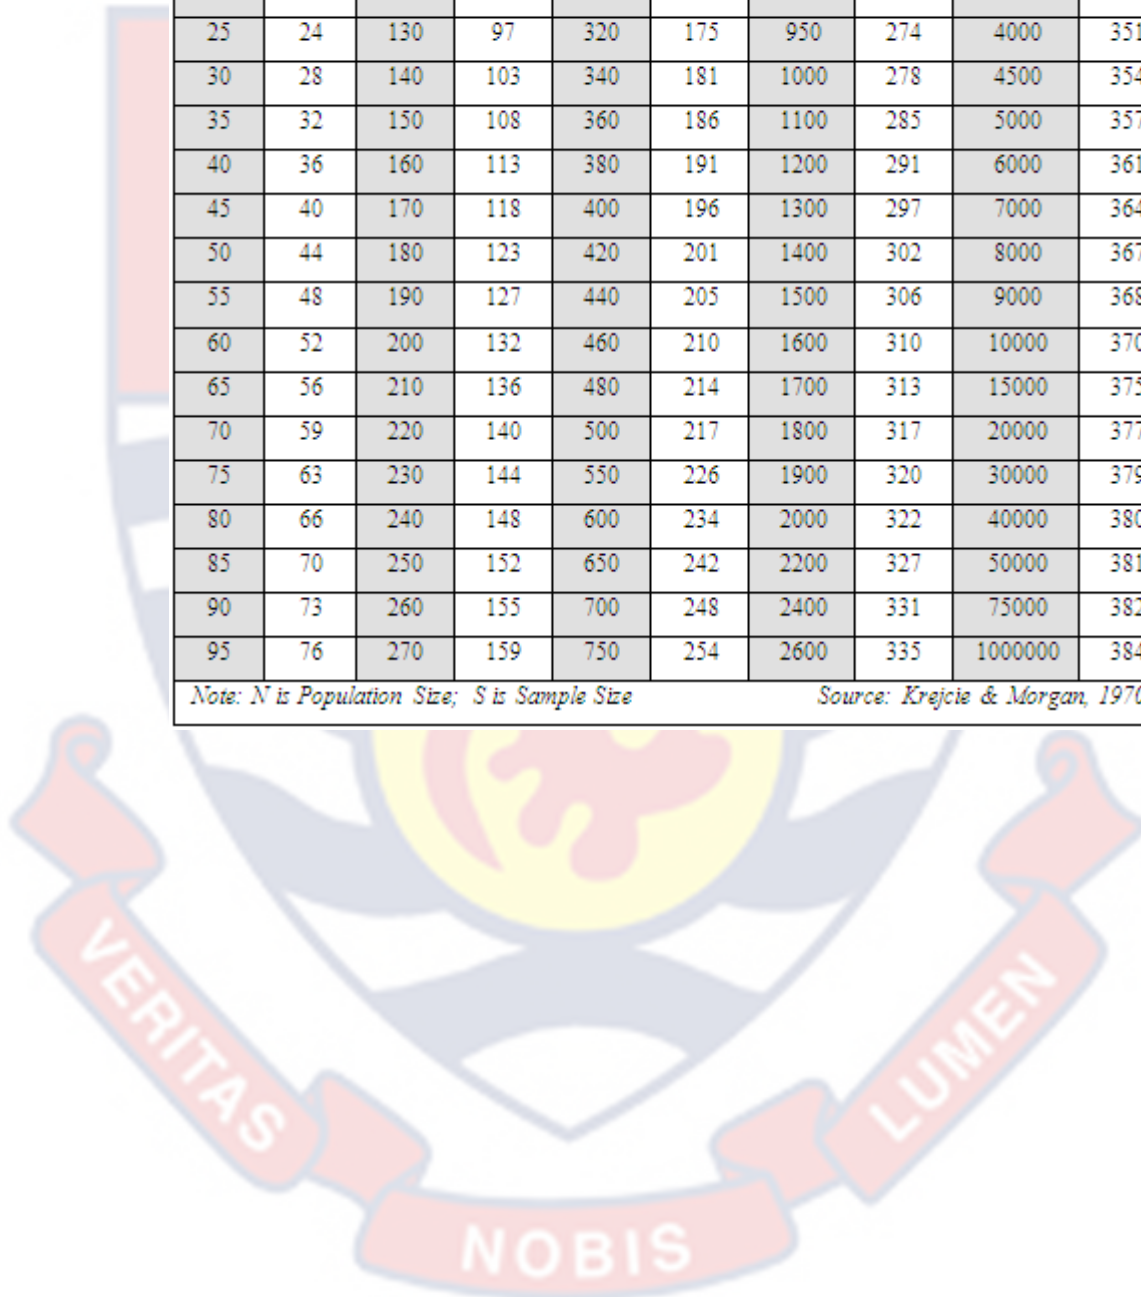 25 24 130 97 320 175 950 274 4000 351
30 28 140 103 340 181 1000 278 4500 354
35 32 150 108 360 186 1100 285 5000 357
40 36 160 113 380 191 1200 291 6000 361
45 40 170 118 400 196 1300 297 7000 364
50 44 180 123 420 201 1400 302 8000 367
55 48 190 127 440 205 1500 306 9000 368
60 52 200 132 460 210 1600 310 10000 370
65 56 210 136 480 214 1700 313 15000 375
70 59 220 140 500 217 1800 317 20000 377
75 63 230 144 550 226 1900 320 30000 379
80 66 240 148 600 234 2000 322 40000 380
85 70 250 152 650 242 2200 327 50000 381
90 73 260 155 700 248 2400 331 75000 382
95 76 270 159 750 254 2600 335 1000000 384
Note: N is Population Size; S is Sample Size Source: Krejcie & Morgan, 1970
VERITAS
NOBIS
LUMEN